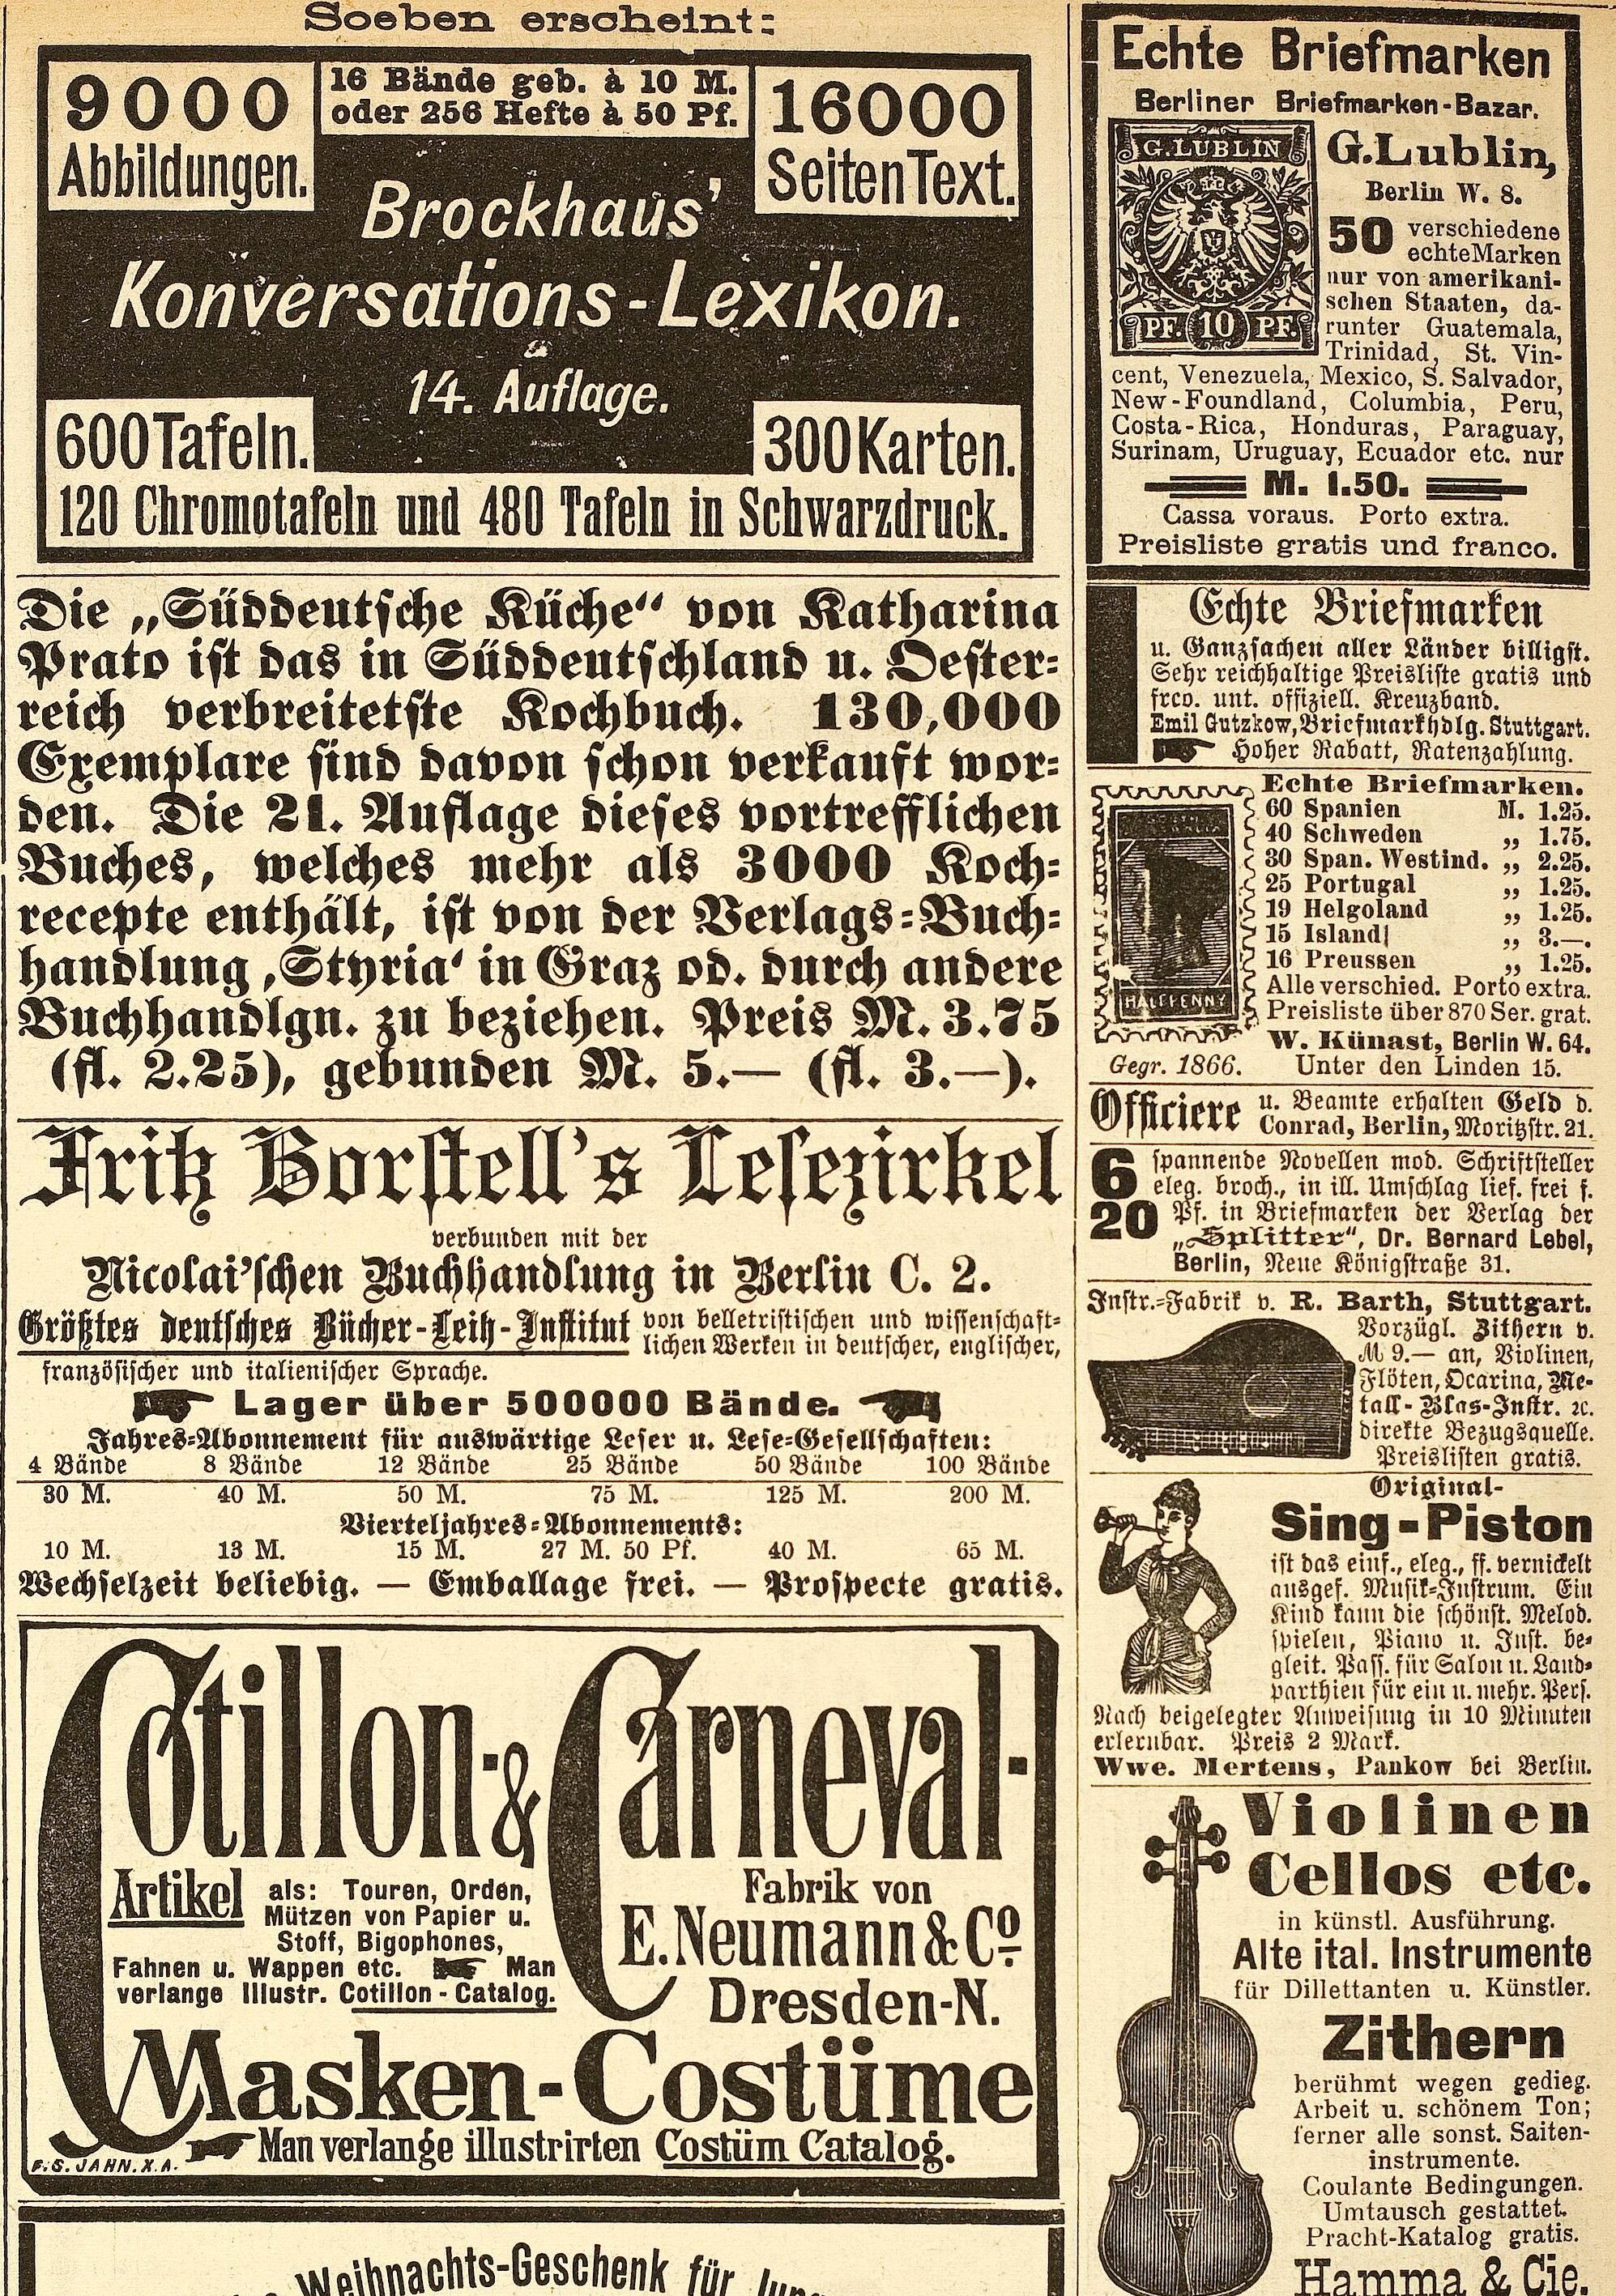 Soeben erscheint:
9000
Abbildungen.
16 Bände geb. à 10 M.
oder 256 Hefte à 50 Pf.
16000
Seiten Text.
Brockhaus'
Konversations-Lexikon.
14. Auflage.
600 Tafeln.
300 Karten.
120 Chromotafeln und 480 Tafeln in Schwarzdruck.
Die „Süddeutsche Küche“ von Katharina
Prato ist das in Süddeutschland u. Oester-
reich verbreitetste Kochbuch. 130,000
Exemplare sind davon schon verkauft wor-
den. Die 21. Auflage dieses vortrefflichen
Buches, welches mehr als 3000 Koch-
recepte enthält, ist von der Verlags-Buch-
handlung ‚Styria‘ in Graz od. durch andere
Buchhandlgn. zu beziehen. Preis M. 3.75
(fl. 2.25), gebunden M. 5.— (fl. 3.—).
Fritz Borstell's Lesezirkel
verbunden mit der
Nicolai'schen Buchhandlung in Berlin C. 2.
Größtes deutsches Bücher-Leih-Institut von belletristischen und wissenschaft-
lichen Werken in deutscher, englischer,
französischer und italienischer Sprache.
Lager über 500000 Bände.
Jahres-Abonnement für auswärtige Leser u. Lese-Gesellschaften:
4 Bände 8 Bände 12 Bände 25 Bände 50 Bände 100 Bände
30 M. 40 M. 50 M. 75 M. 125 M. 200 M.
Vierteljahres-Abonnements:
10 M. 13 M. 15 M. 27 M. 50 Pf. 40 M. 65 M.
Wechselzeit beliebig. — Emballage frei. — Prospecte gratis.
Cotillon- & Carneval-
Artikel als: Touren, Orden,
Mützen von Papier u.
Stoff, Bigophones,
Fahnen u. Wappen etc. Man
verlange Illustr. Cotillon-Catalog.
Fabrik von
E. Neumann & Co.
Dresden-N.
Masken-Costüme
Man verlange illustrirten Costüm Catalog.
F.S. JAHN. X.A.
Weihnachts-Geschenk für
Echte Briefmarken
Berliner Briefmarken-Bazar.
G. LUBLIN
PF. 10 PF.
G. Lublin,
Berlin W. 8.
50 verschiedene
echte Marken
nur von amerikani-
schen Staaten, da-
runter Guatemala,
Trinidad, St. Vin-
cent, Venezuela, Mexico, S. Salvador,
New-Foundland, Columbia, Peru,
Costa-Rica, Honduras, Paraguay,
Surinam, Uruguay, Ecuador etc. nur
M. 1.50.
Cassa voraus. Porto extra.
Preisliste gratis und franco.
Echte Briefmarken
u. Ganzsachen aller Länder billigst.
Sehr reichhaltige Preisliste gratis und
frco. unt. offiziell. Kreuzband.
Emil Gutzkow, Briefmarkhdlg. Stuttgart.
Hoher Rabatt, Ratenzahlung.
Echte Briefmarken.
60 Spanien M. 1.25.
40 Schweden „ 1.75.
30 Span. Westind. „ 2.25.
25 Portugal „ 1.25.
19 Helgoland „ 1.25.
15 Island „ 3.—.
16 Preussen „ 1.25.
Alle verschied. Porto extra.
Preisliste über 870 Ser. grat.
W. Künast, Berlin W. 64.
Unter den Linden 15.
HALFPENNY
Gegr. 1866.
Officiere u. Beamte erhalten Geld d.
Conrad, Berlin, Moritzstr. 21.
6 spannende Novellen mod. Schriftsteller
eleg. broch., in ill. Umschlag lief. frei f.
20 Pf. in Briefmarken der Verlag der
„Splitter“, Dr. Bernard Lebel,
Berlin, Neue Königstraße 31.
Instr.-Fabrik v. R. Barth, Stuttgart.
Vorzügl. Zithern v.
M 9.— an, Violinen,
Flöten, Ocarina, Me-
tall-Blas-Instr. ꝛc.
direkte Bezugsquelle.
Preislisten gratis.
Original-
Sing-Piston
ist das einf., eleg., ff. vernickelt
ausgef. Musik-Instrum. Ein
Kind kann die schönst. Melod.
spielen, Piano u. Inst. be-
gleit. Pass. für Salon u. Land-
parthien für ein u. mehr. Pers.
Nach beigelegter Anweisung in 10 Minuten
erlernbar. Preis 2 Mark.
Wwe. Mertens, Pankow bei Berlin.
Violinen
Cellos etc.
in künstl. Ausführung.
Alte ital. Instrumente
für Dillettanten u. Künstler.
Zithern
berühmt wegen gedieg.
Arbeit u. schönem Ton;
ferner alle sonst. Saiten-
instrumente.
Coulante Bedingungen.
Umtausch gestattet.
Pracht-Katalog gratis.
Hamma & Cie.